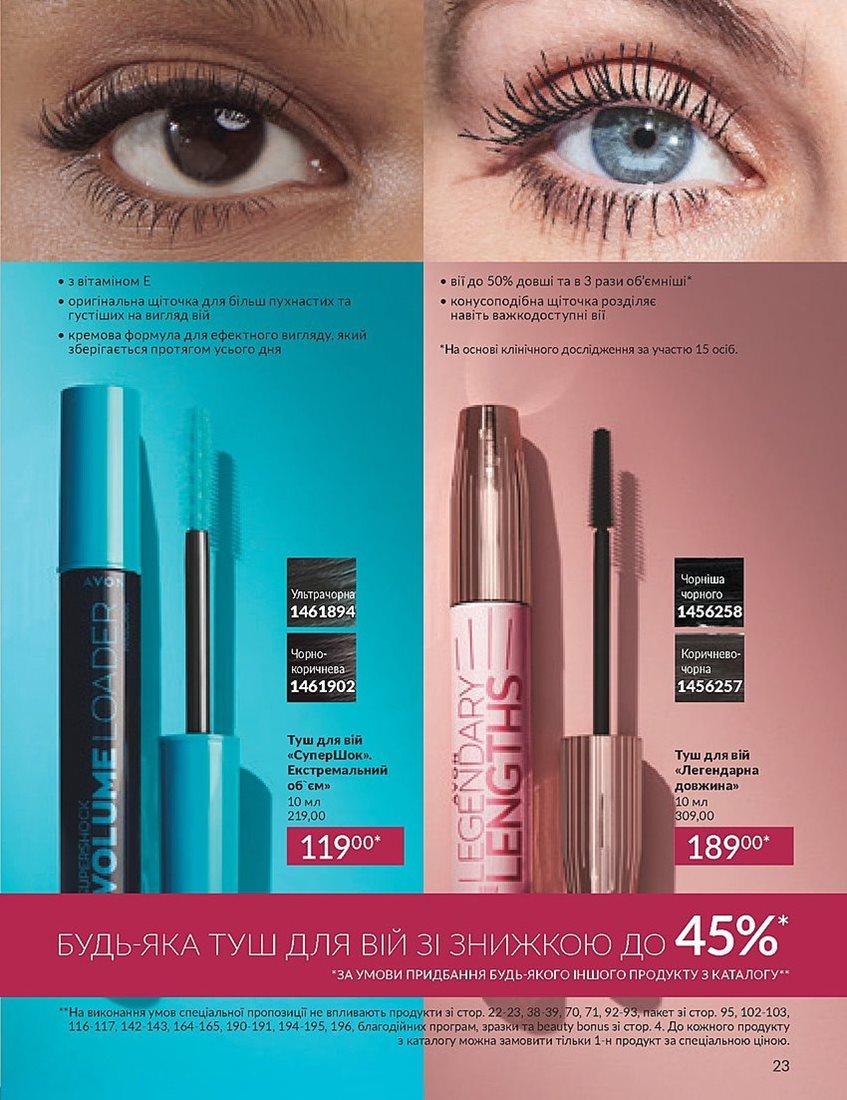 • з вітаміном Е
• оригінальна щіточка для більш пухнастих та
густіших на вигляд вій
• кремова формула для ефектного вигляду, який
зберігається протягом усього дня
• вії до 50% довші та в 3 рази об’ємніші*
• конусоподібна щіточка розділяє
навіть важкодоступні вії
*На основі клінічного дослідження за участю 15 осіб.
AVON
SUPERSHOCK
VOLUME LOADER
Ультрачорна
1461894
Чорно-
коричнева
1461902
Туш для вій
«СуперШок».
Екстремальний
об`єм»
10 мл
219,00
11900*
AVON
LEGENDARY
LENGTHS
Чорніша
чорного
1456258
Коричнево-
чорна
1456257
Туш для вій
«Легендарна
довжина»
10 мл
309,00
18900*
БУДЬ-ЯКА ТУШ ДЛЯ ВІЙ ЗІ ЗНИЖКОЮ ДО 45%*
*ЗА УМОВИ ПРИДБАННЯ БУДЬ-ЯКОГО ІНШОГО ПРОДУКТУ З КАТАЛОГУ**
**На виконання умов спеціальної пропозиції не впливають продукти зі стор. 22-23, 38-39, 70, 71, 92-93, пакет зі стор. 95, 102-103,
116-117, 142-143, 164-165, 190-191, 194-195, 196, благодійних програм, зразки та beauty bonus зі стор. 4. До кожного продукту
з каталогу можна замовити тільки 1-н продукт за спеціальною ціною.
23